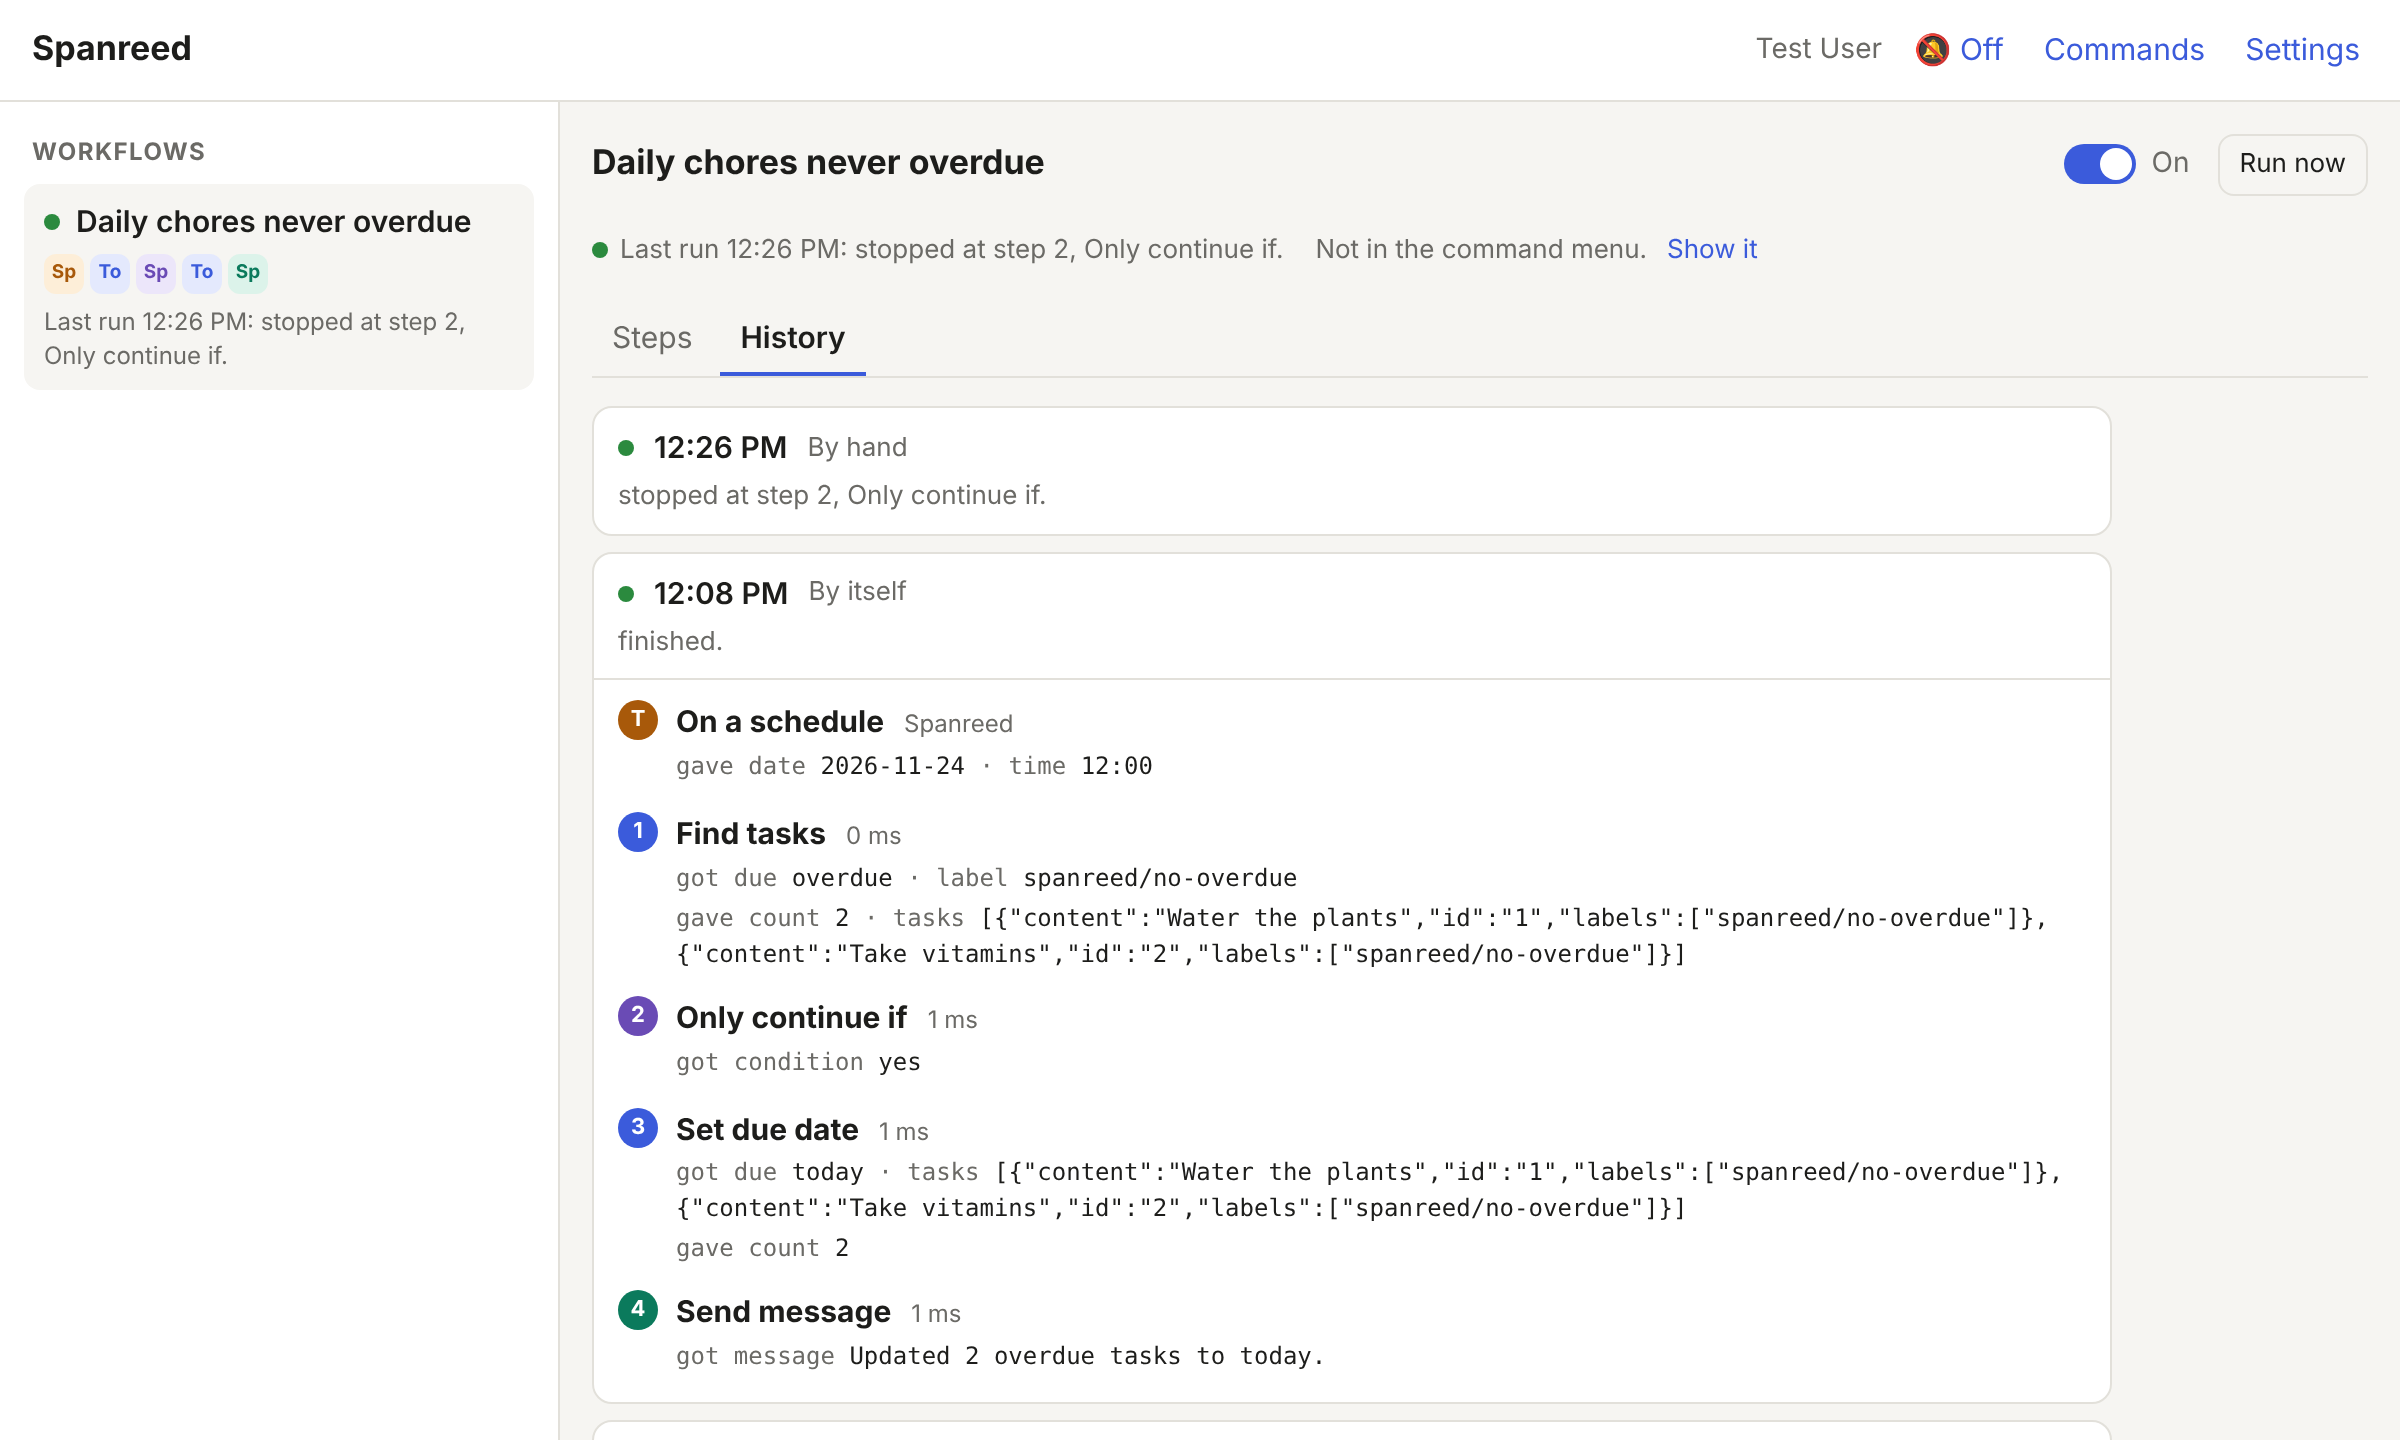 Spanreed
Test User
Off
Commands
Settings
WORKFLOWS
Daily chores never overdue
Sp To Sp To Sp
Last run 12:26 PM: stopped at step 2,
Only continue if.
Daily chores never overdue
On
Run now
Last run 12:26 PM: stopped at step 2, Only continue if. Not in the command menu. Show it
Steps History
12:26 PM By hand
stopped at step 2, Only continue if.
12:08 PM By itself
finished.
T On a schedule Spanreed
gave date 2026-11-24 · time 12:00
1 Find tasks 0 ms
got due overdue · label spanreed/no-overdue
gave count 2 · tasks [{"content":"Water the plants","id":"1","labels":["spanreed/no-overdue"]},
{"content":"Take vitamins","id":"2","labels":["spanreed/no-overdue"]}]
2 Only continue if 1 ms
got condition yes
3 Set due date 1 ms
got due today · tasks [{"content":"Water the plants","id":"1","labels":["spanreed/no-overdue"]},
{"content":"Take vitamins","id":"2","labels":["spanreed/no-overdue"]}]
gave count 2
4 Send message 1 ms
got message Updated 2 overdue tasks to today.